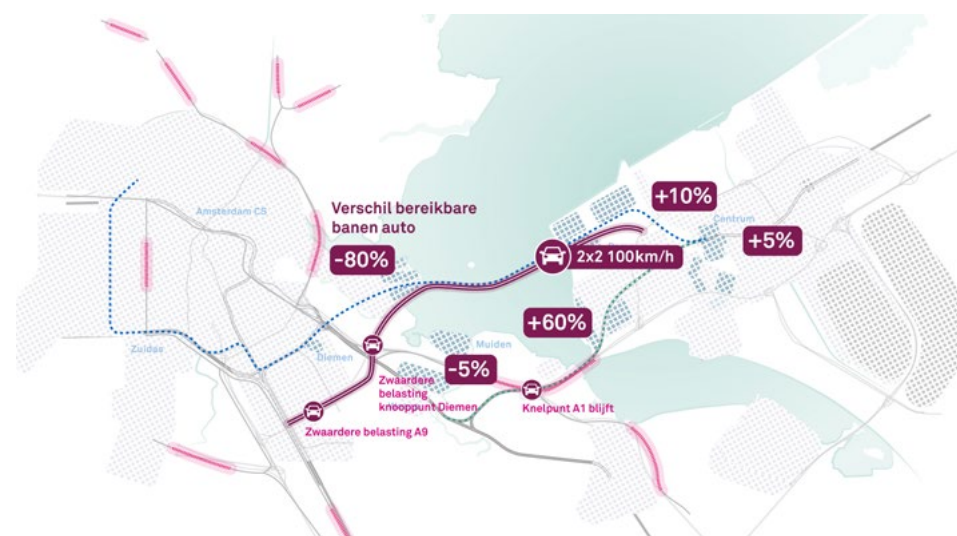 +10%
Verschil bereikbare
banen auto
Amsterdam CS
Centrum
+5%
-80%
2x2 100km/h
+60%
Muiden
Zuidas
Diemen
-5%
Zwaardere
belasting
knooppunt Diemen
Knelpunt A1 blijft
Zwaardere belasting A9